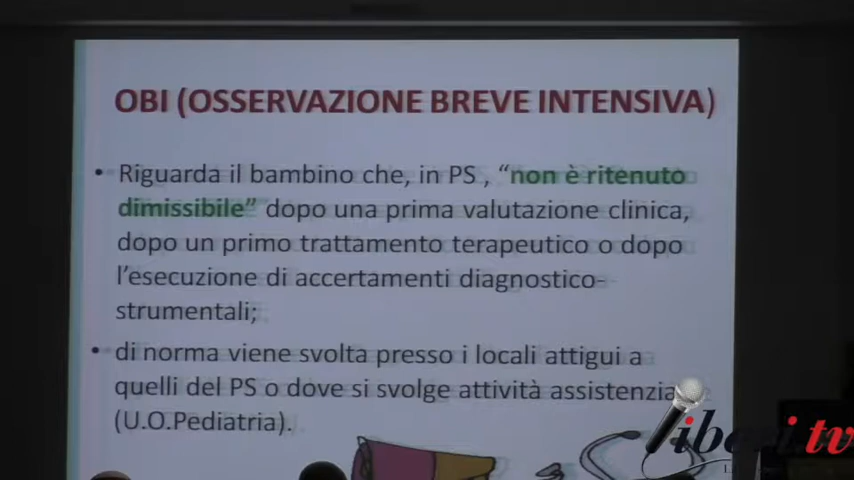 OBI (OSSERVAZIONE BREVE INTENSIVA)
• Riguarda il bambino che, in PS , “non è ritenuto
dimissibile” dopo una prima valutazione clinica,
dopo un primo trattamento terapeutico o dopo
l’esecuzione di accertamenti diagnostico-
strumentali;
• di norma viene svolta presso i locali attigui a
quelli del PS o dove si svolge attività
(U.O.Pediatria).
tv